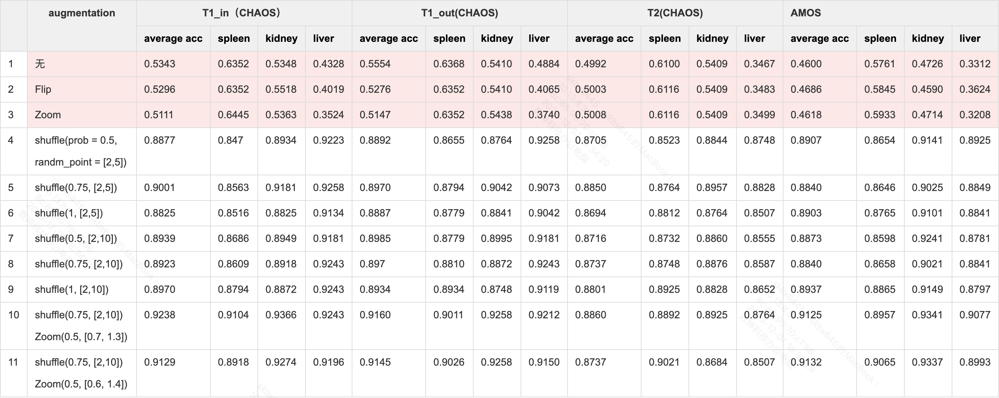 augmentation T1_in（CHAOS） T1_out(CHAOS) T2(CHAOS) AMOS
average acc spleen kidney liver average acc spleen kidney liver average acc spleen kidney liver average acc spleen kidney liver
1 无 0.5343 0.6352 0.5348 0.4328 0.5554 0.6368 0.5410 0.4884 0.4992 0.6100 0.5409 0.3467 0.4600 0.5761 0.4726 0.3312
2 Flip 0.5296 0.6352 0.5518 0.4019 0.5276 0.6352 0.5410 0.4065 0.5003 0.6116 0.5409 0.3483 0.4686 0.5845 0.4590 0.3624
3 Zoom 0.5111 0.6445 0.5363 0.3524 0.5147 0.6352 0.5438 0.3740 0.5008 0.6116 0.5409 0.3499 0.4618 0.5933 0.4714 0.3208
4 shuffle(prob = 0.5, 0.8877 0.847 0.8934 0.9223 0.8892 0.8655 0.8764 0.9258 0.8705 0.8523 0.8844 0.8748 0.8907 0.8654 0.9141 0.8925
randm_point = [2,5])
5 shuffle(0.75, [2,5]) 0.9001 0.8563 0.9181 0.9258 0.8970 0.8794 0.9042 0.9073 0.8850 0.8764 0.8957 0.8828 0.8840 0.8646 0.9025 0.8849
6 shuffle(1, [2,5]) 0.8825 0.8516 0.8825 0.9134 0.8887 0.8779 0.8841 0.9042 0.8694 0.8812 0.8764 0.8507 0.8903 0.8765 0.9101 0.8841
7 shuffle(0.5, [2,10]) 0.8939 0.8686 0.8949 0.9181 0.8985 0.8779 0.8995 0.9181 0.8716 0.8732 0.8860 0.8555 0.8873 0.8598 0.9241 0.8781
8 shuffle(0.75, [2,10]) 0.8923 0.8609 0.8918 0.9243 0.897 0.8810 0.8872 0.9243 0.8737 0.8748 0.8876 0.8587 0.8840 0.8658 0.9021 0.8841
9 shuffle(1, [2,10]) 0.8970 0.8794 0.8872 0.9243 0.8934 0.8934 0.8748 0.9119 0.8801 0.8925 0.8828 0.8652 0.8937 0.8865 0.9149 0.8797
10 shuffle(0.75, [2,10]) 0.9238 0.9104 0.9366 0.9243 0.9160 0.9011 0.9258 0.9212 0.8860 0.8892 0.8925 0.8764 0.9125 0.8957 0.9341 0.9077
Zoom(0.5, [0.7, 1.3])
11 shuffle(0.75, [2,10]) 0.9129 0.8918 0.9274 0.9196 0.9145 0.9026 0.9258 0.9150 0.8737 0.9021 0.8684 0.8507 0.9132 0.9065 0.9337 0.8993
Zoom(0.5, [0.6, 1.4])